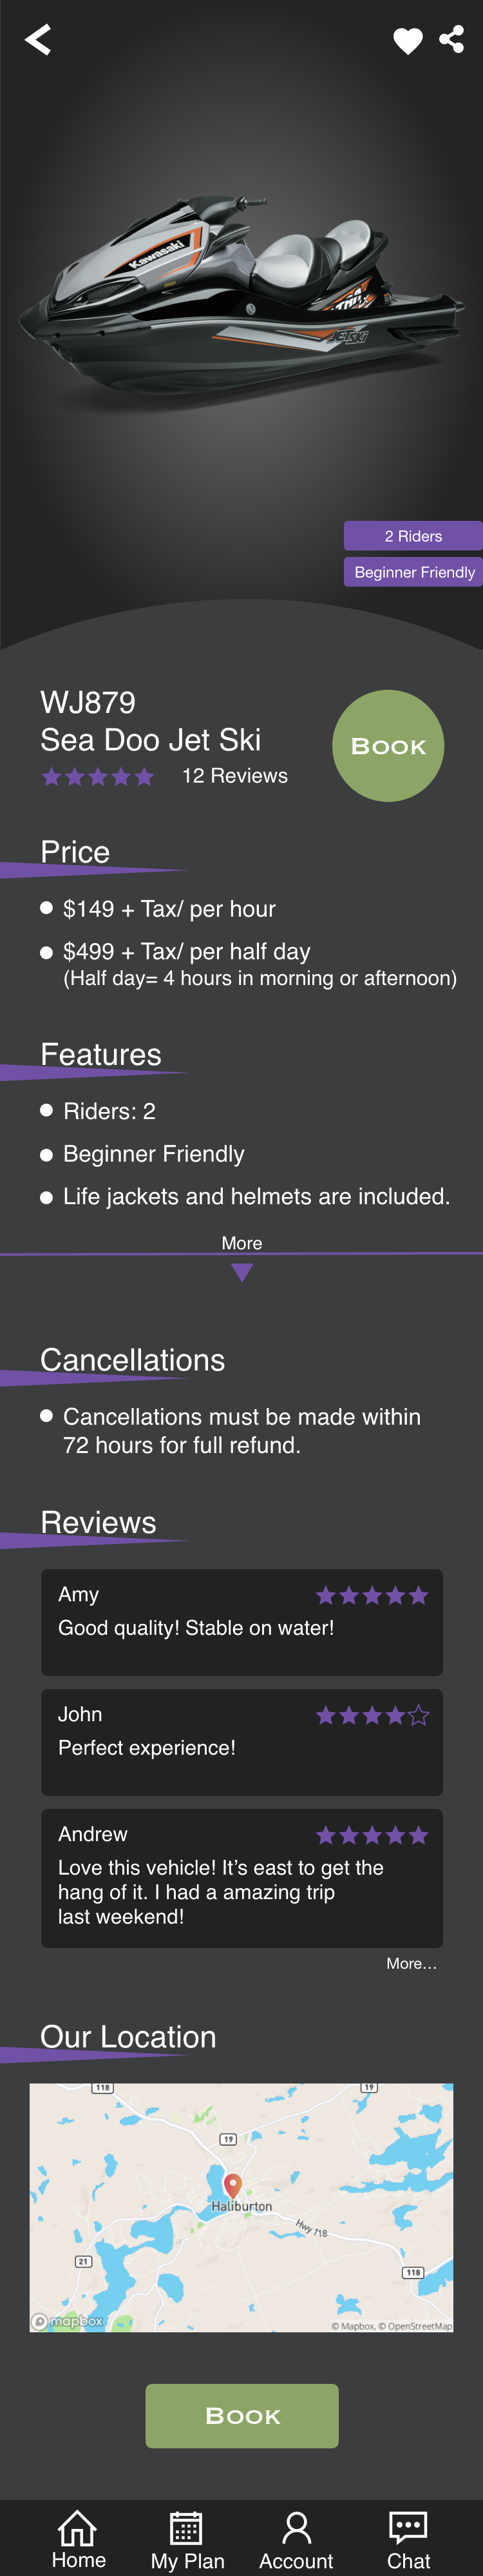 Kawasaki
ULTRA LX
JETSKI
2 Riders
Beginner Friendly
WJ879
Sea Doo Jet Ski
12 Reviews
BOOK
Price
$149 + Tax/ per hour
$499 + Tax/ per half day
(Half day= 4 hours in morning or afternoon)
Features
Riders: 2
Beginner Friendly
Life jackets and helmets are included.
More
Cancellations
Cancellations must be made within
72 hours for full refund.
Reviews
Amy
Good quality! Stable on water!
John
Perfect experience!
Andrew
Love this vehicle! It’s east to get the
hang of it. I had a amazing trip
last weekend!
More...
Our Location
118
19
19
Haliburton
Hwy 118
21
118
mapbox
© Mapbox, © OpenStreetMap
BOOK
Home
My Plan
Account
Chat